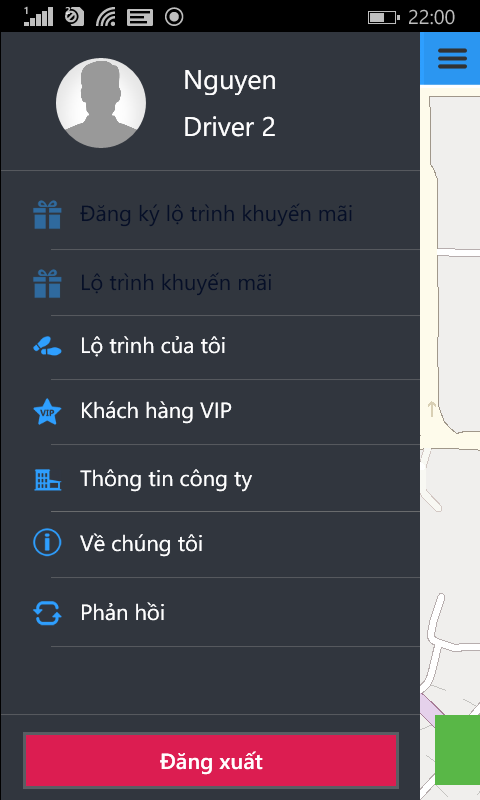 22:00
Nguyen
Driver 2
Đăng ký lộ trình khuyến mãi
Lộ trình khuyến mãi
Lộ trình của tôi
VIP
Khách hàng VIP
Thông tin công ty
Về chúng tôi
Phản hồi
Đăng xuất